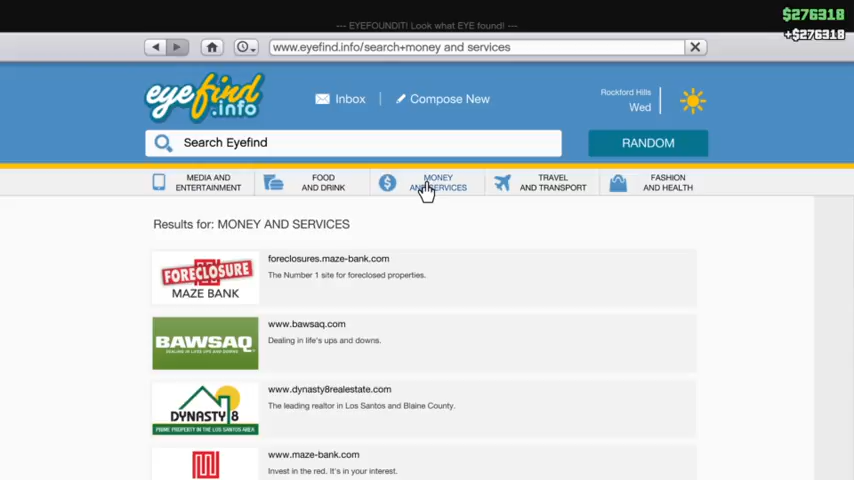 $276318
--- EYEFOUNDIT! Look what EYE found! ---
+$276318
www.eyefind.info/search+money and services
eyefind
.info
Inbox
Compose New
Rockford Hills
Wed
Search Eyefind
RANDOM
MEDIA AND
ENTERTAINMENT
FOOD
AND DRINK
MONEY
AND SERVICES
TRAVEL
AND TRANSPORT
FASHION
AND HEALTH
Results for: MONEY AND SERVICES
FORECLOSURE
MAZE BANK
foreclosures.maze-bank.com
The Number 1 site for foreclosed properties.
BAWSAQ
DEALING IN LIFE'S UPS AND DOWNS
www.bawsaq.com
Dealing in life's ups and downs.
DYNASTY 8
PRIME PROPERTY IN THE LOS SANTOS AREA
www.dynasty8realestate.com
The leading realtor in Los Santos and Blaine County.
www.maze-bank.com
Invest in the red. It's in your interest.